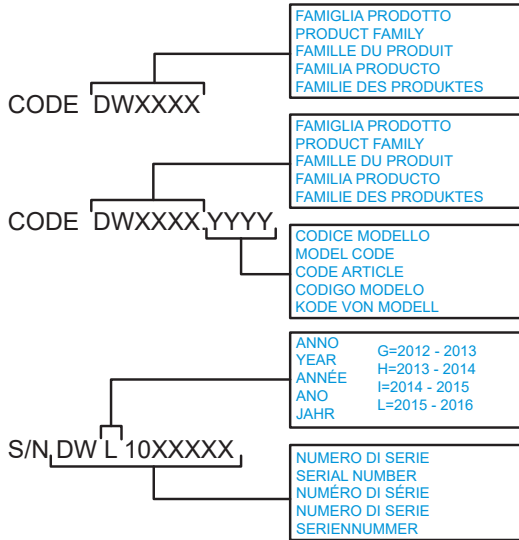 FAMIGLIA PRODOTTO
PRODUCT FAMILY
FAMILLE DU PRODUIT
FAMILIA PRODUCTO
FAMILIE DES PRODUKTES
CODE DWXXXX
FAMIGLIA PRODOTTO
PRODUCT FAMILY
FAMILLE DU PRODUIT
FAMILIA PRODUCTO
FAMILIE DES PRODUKTES
CODE DWXXXX.YYYY
CODICE MODELLO
MODEL CODE
CODE ARTICLE
CODIGO MODELO
KODE VON MODELL
ANNO
YEAR
ANNÉE
ANO
JAHR
G=2012 - 2013
H=2013 - 2014
I=2014 - 2015
L=2015 - 2016
S/N DW L 10XXXXX
NUMERO DI SERIE
SERIAL NUMBER
NUMÉRO DI SÉRIE
NUMERO DI SERIE
SERIENNUMMER